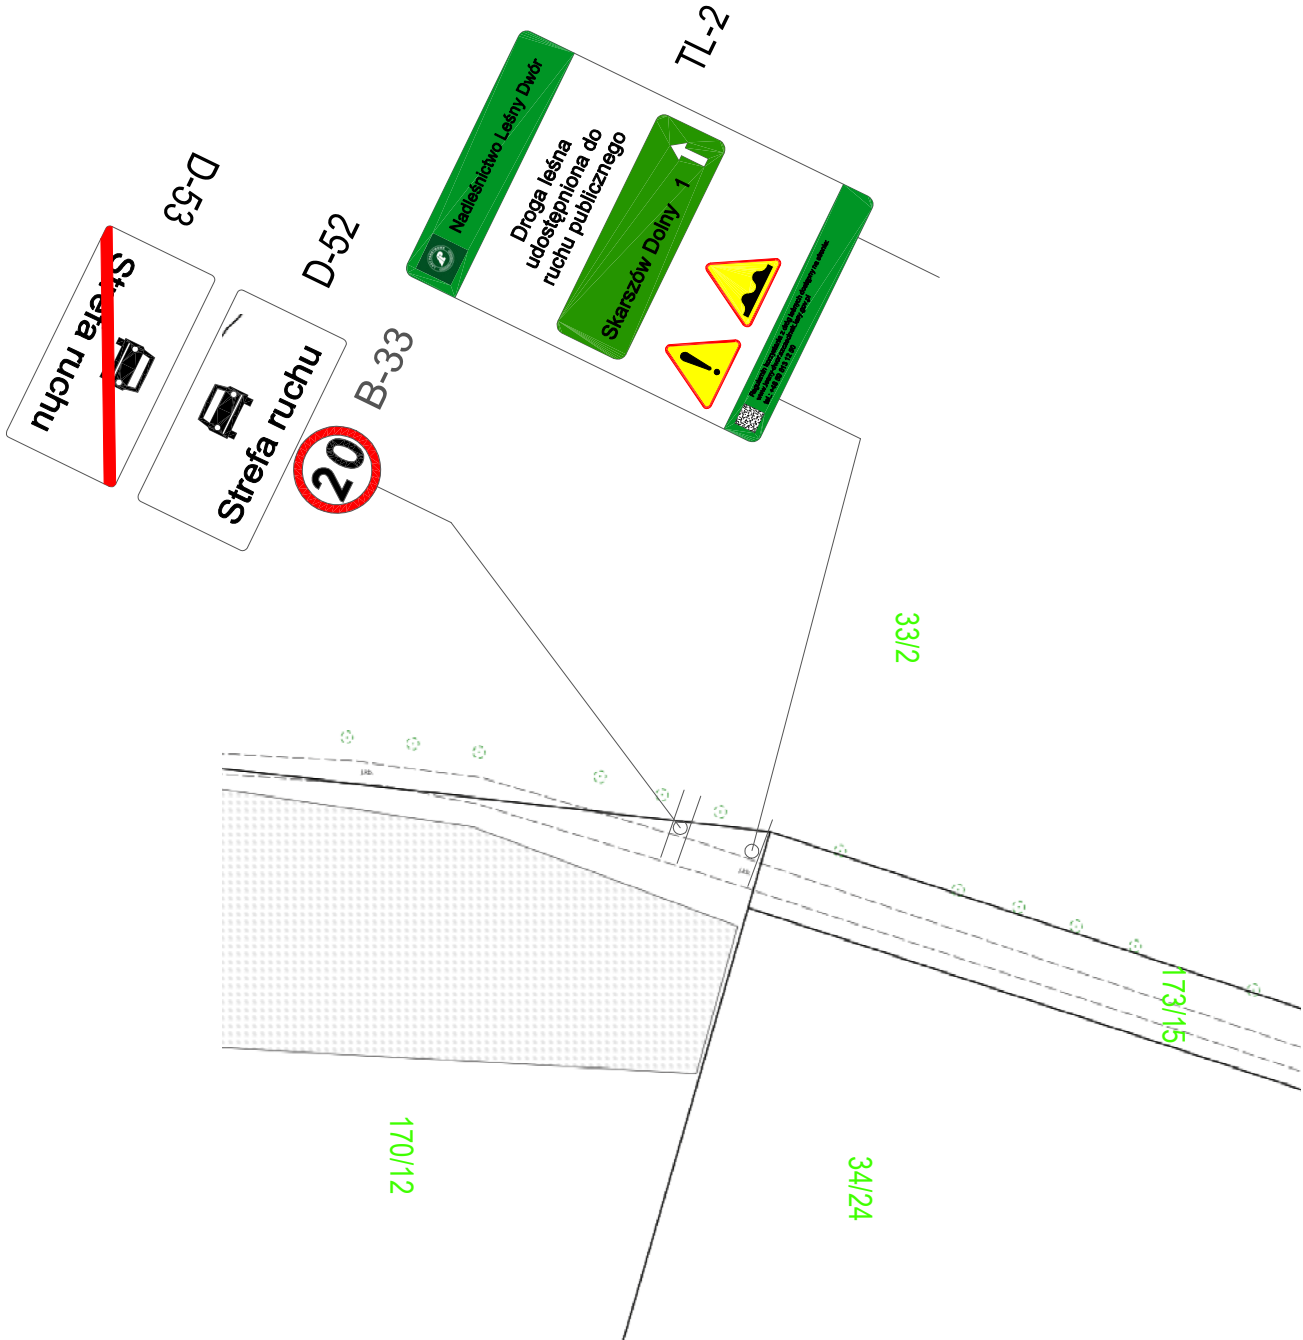 TL-2
Nadleśnictwo Leśny Dwór
Droga leśna
udostępniona do
ruchu publicznego
Skarszów Dolny 1
D-53
Strefa ruchu
D-52
Strefa ruchu
B-33
20
33/2
173/15
170/12
34/24